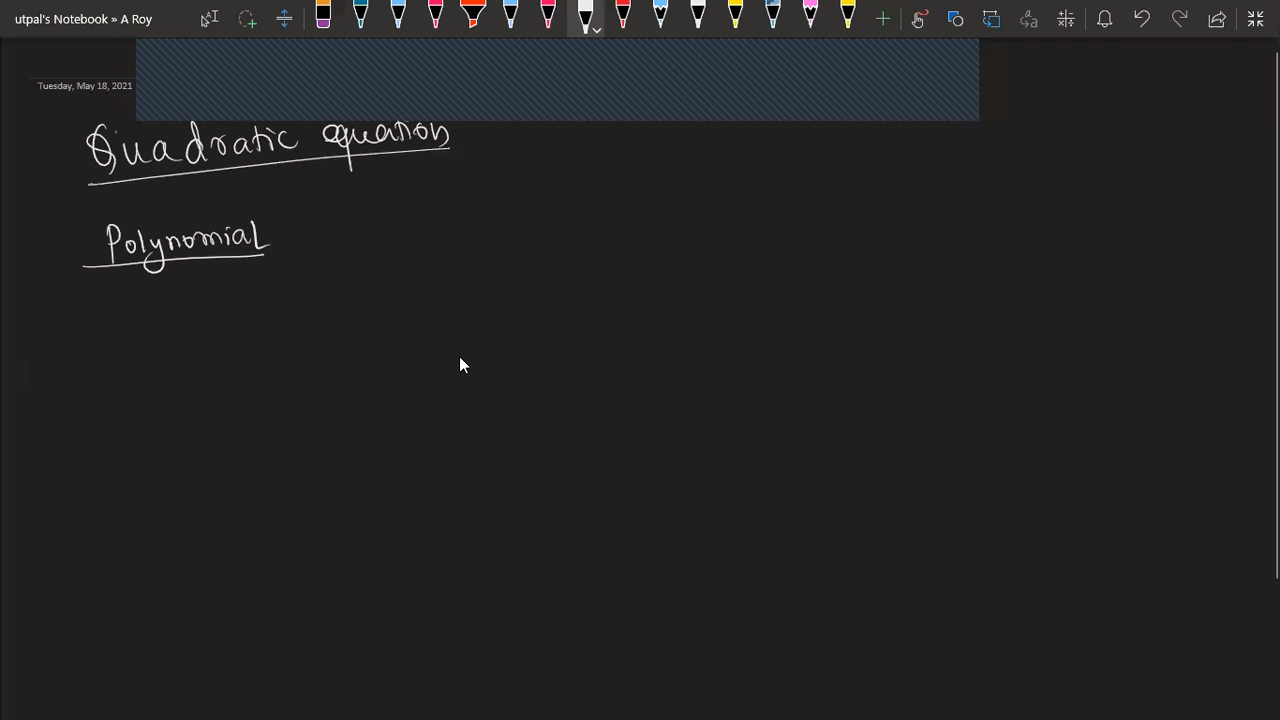 utpal's Notebook » A Roy
Tuesday, May 18, 2021
Quadratic equation
Polynomial